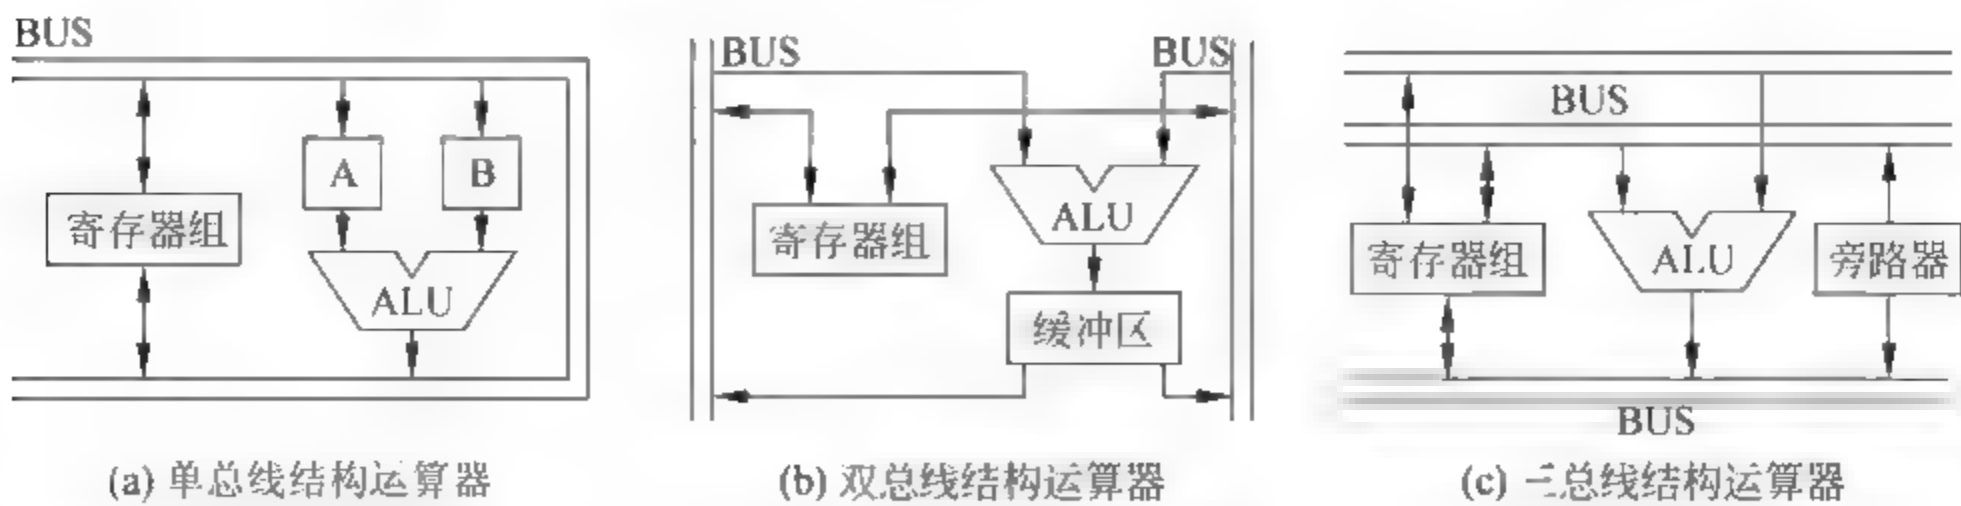 BUS
A
B
寄存器组
ALU
(a) 单总线结构运算器
BUS
BUS
寄存器组
ALU
缓冲区
(b) 双总线结构运算器
BUS
寄存器组
ALU
旁路器
BUS
(c) 三总线结构运算器